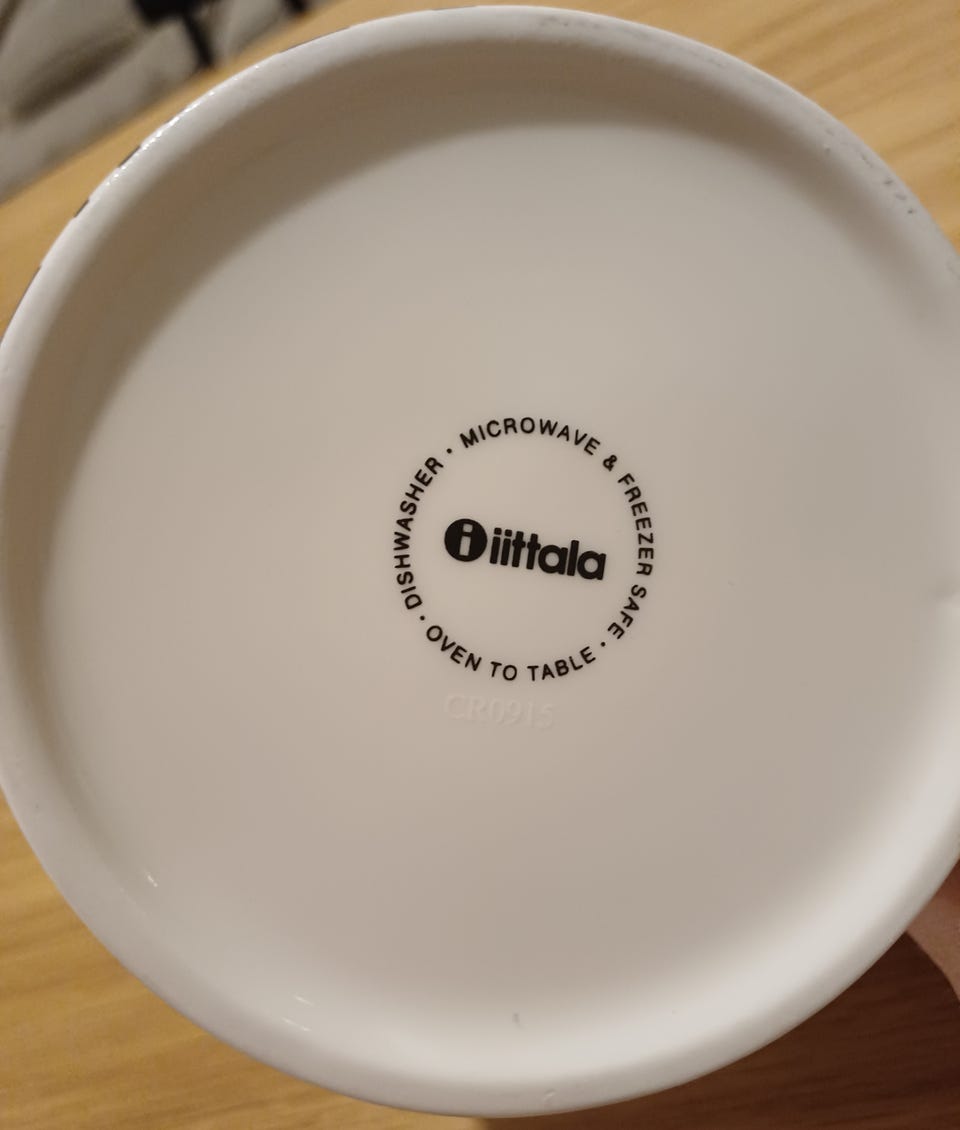 DISHWASHER · MICROWAVE & FREEZER SAFE · OVEN TO TABLE ·
i iittala
CR0915